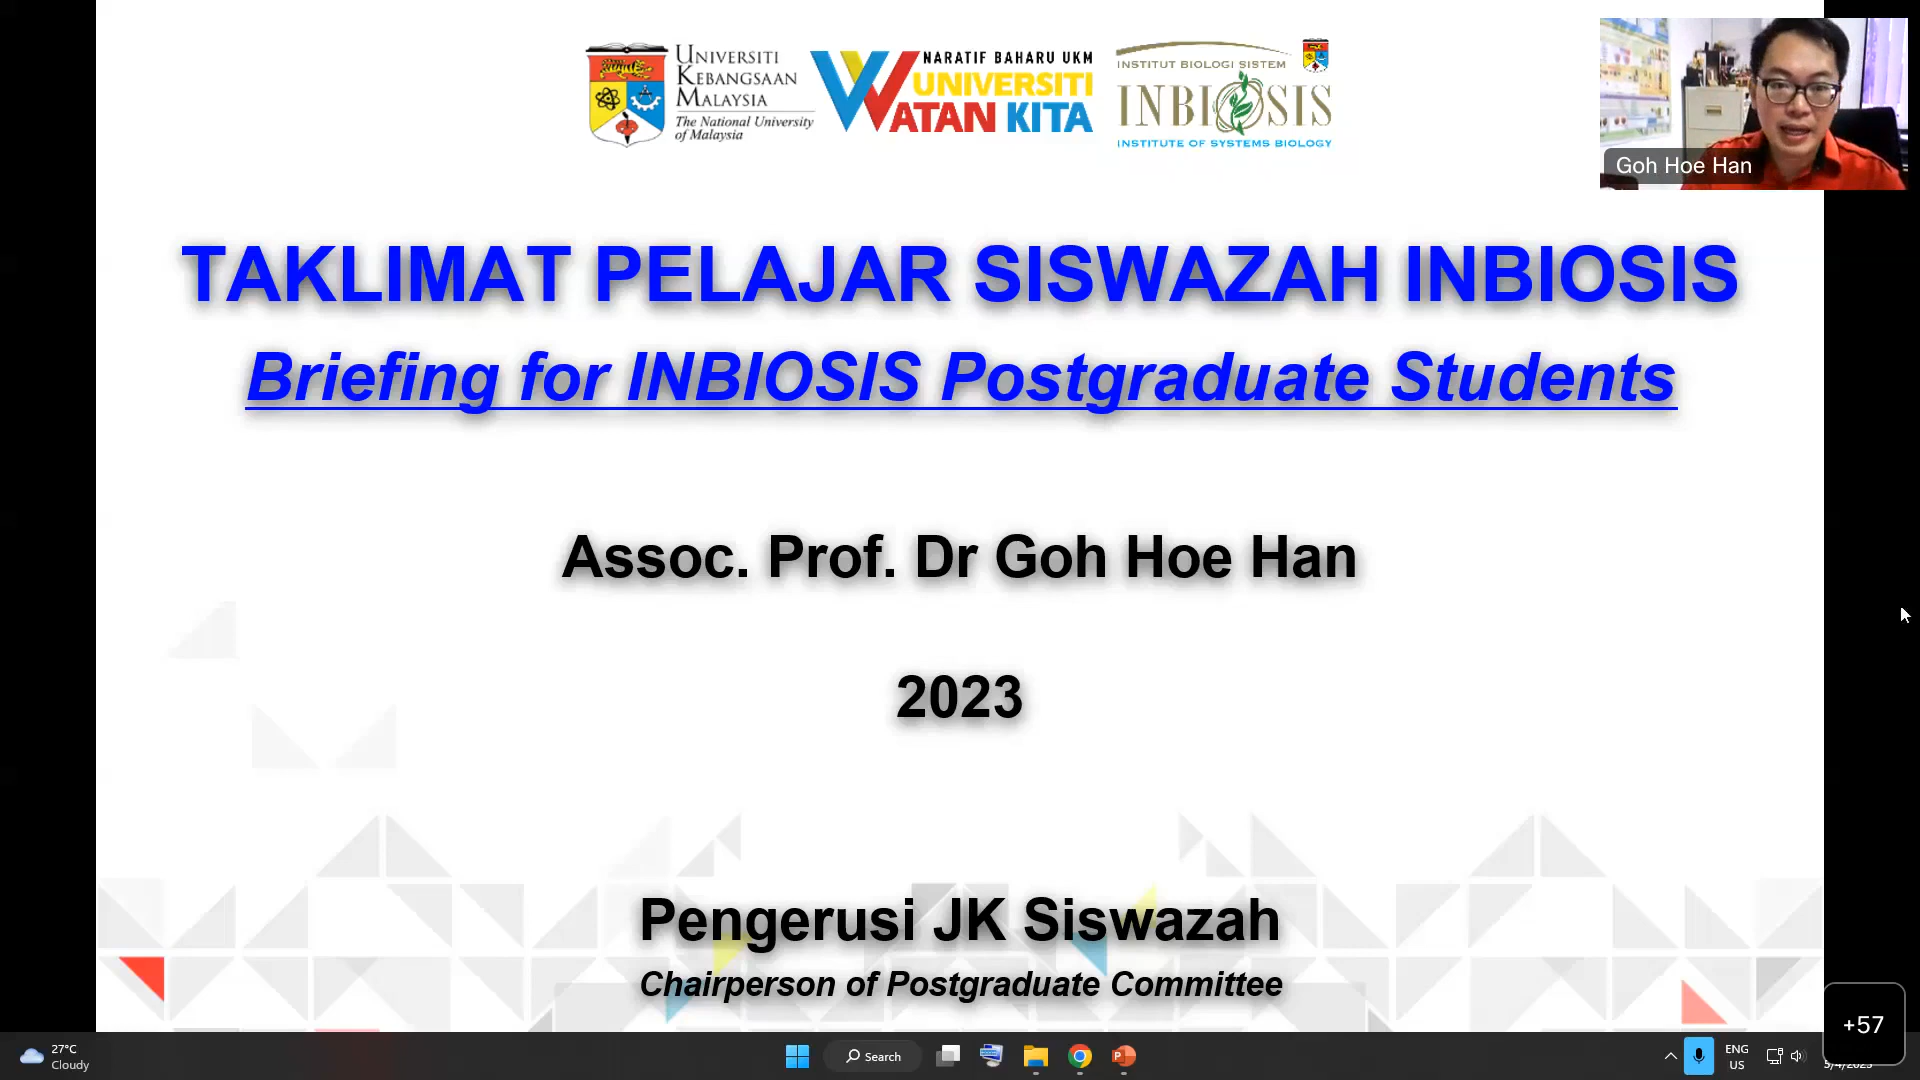 UNIVERSITI
KEBANGSAAN
MALAYSIA
The National University
of Malaysia
NARATIF BAHARU UKM
UNIVERSITI
WATAN KITA
INSTITUT BIOLOGI SISTEM
INBIOSIS
INSTITUTE OF SYSTEMS BIOLOGY
Goh Hoe Han
TAKLIMAT PELAJAR SISWAZAH INBIOSIS
Briefing for INBIOSIS Postgraduate Students
Assoc. Prof. Dr Goh Hoe Han
2023
Pengerusi JK Siswazah
Chairperson of Postgraduate Committee
+57
27°C
Cloudy
Search
ENG
US